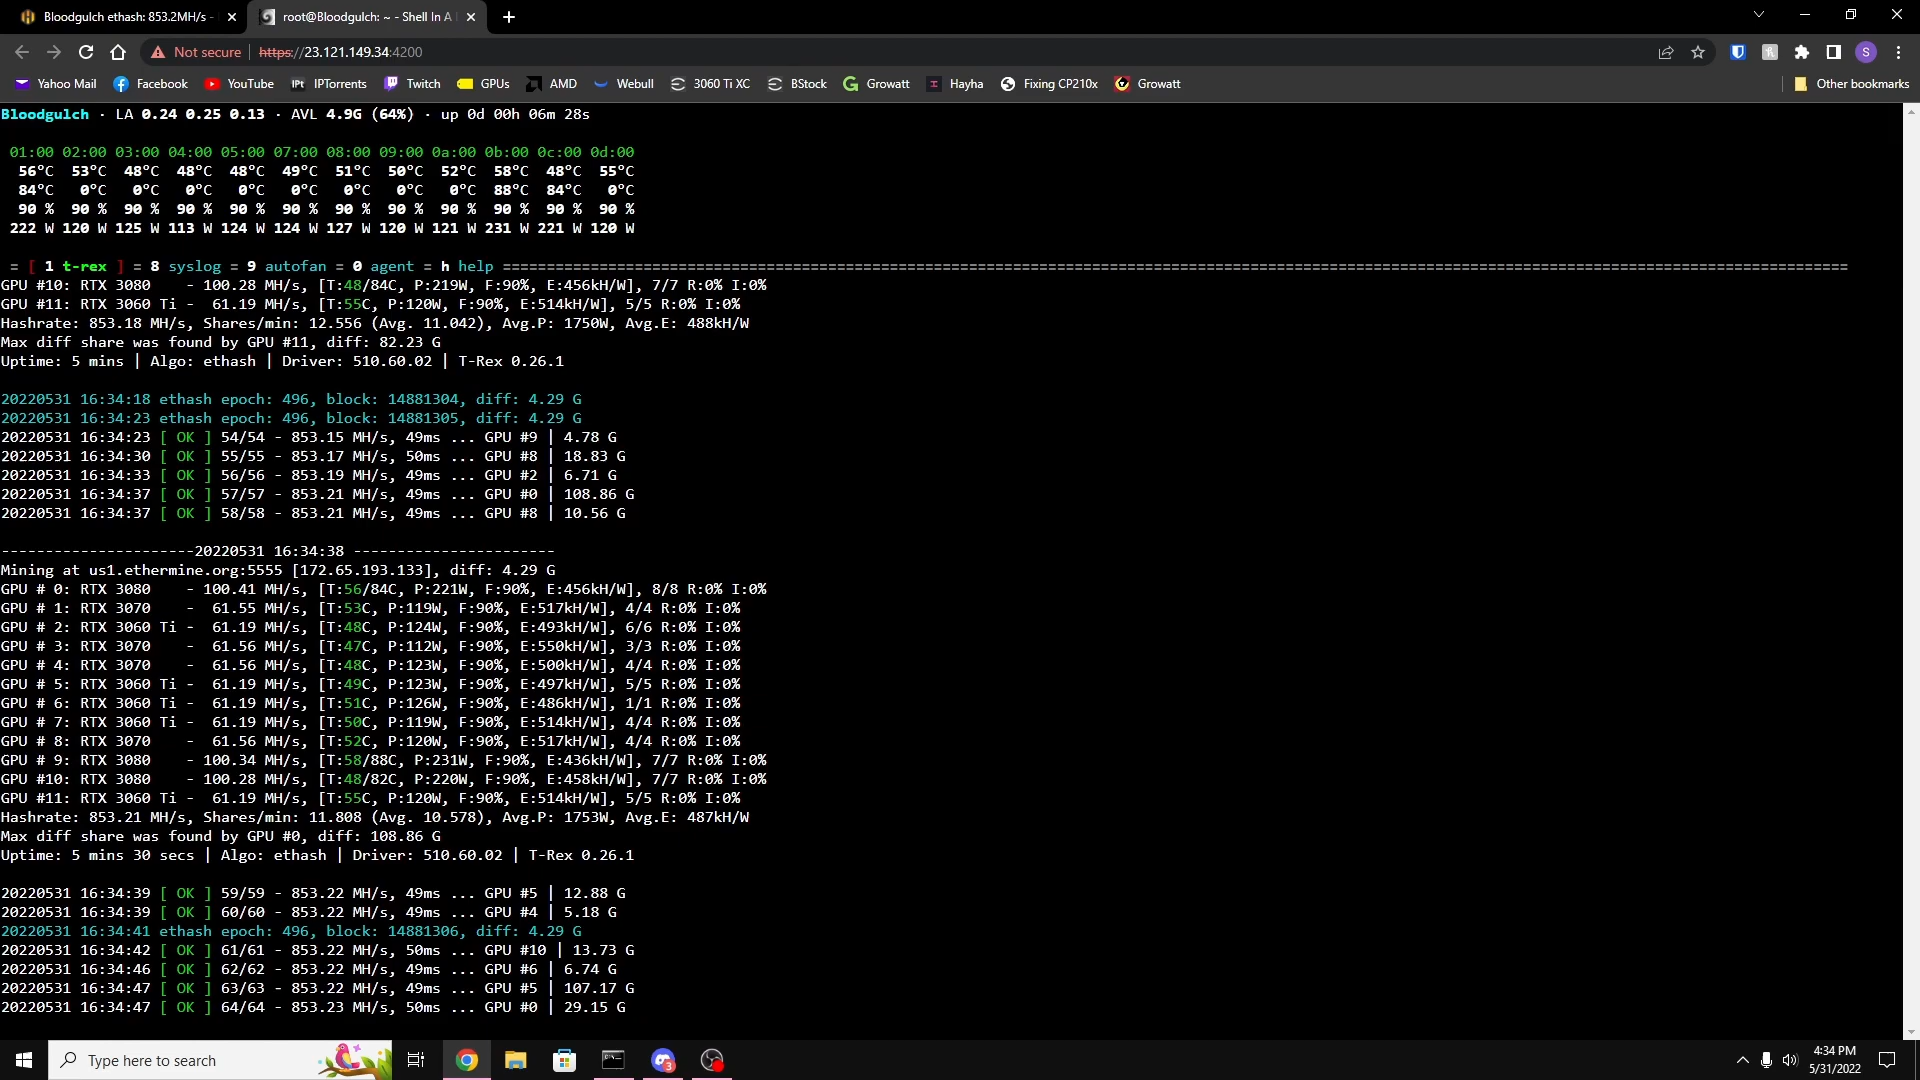 Bloodgulch ethash: 853.2MH/s -
root@Bloodgulch: ~ - Shell In A
Not secure | https://23.121.149.34:4200
S
Yahoo Mail Facebook YouTube IPTorrents Twitch GPUs AMD Webull 3060 Ti XC BStock Growatt Hayha Fixing CP210x Growatt Other bookmarks
Bloodgulch · LA 0.24 0.25 0.13 · AVL 4.9G (64%) · up 0d 00h 06m 28s
01:00 02:00 03:00 04:00 05:00 07:00 08:00 09:00 0a:00 0b:00 0c:00 0d:00
56°C 53°C 48°C 48°C 48°C 49°C 51°C 50°C 52°C 58°C 48°C 55°C
84°C 0°C 0°C 0°C 0°C 0°C 0°C 0°C 0°C 88°C 84°C 0°C
90 % 90 % 90 % 90 % 90 % 90 % 90 % 90 % 90 % 90 % 90 % 90 %
222 W 120 W 125 W 113 W 124 W 124 W 127 W 120 W 121 W 231 W 221 W 120 W
= [ 1 t-rex ] = 8 syslog = 9 autofan = 0 agent = h help =========================================================================================================================================================
GPU #10: RTX 3080 - 100.28 MH/s, [T:48/84C, P:219W, F:90%, E:456kH/W], 7/7 R:0% I:0%
GPU #11: RTX 3060 Ti - 61.19 MH/s, [T:55C, P:120W, F:90%, E:514kH/W], 5/5 R:0% I:0%
Hashrate: 853.18 MH/s, Shares/min: 12.556 (Avg. 11.042), Avg.P: 1750W, Avg.E: 488kH/W
Max diff share was found by GPU #11, diff: 82.23 G
Uptime: 5 mins | Algo: ethash | Driver: 510.60.02 | T-Rex 0.26.1
20220531 16:34:18 ethash epoch: 496, block: 14881304, diff: 4.29 G
20220531 16:34:23 ethash epoch: 496, block: 14881305, diff: 4.29 G
20220531 16:34:23 [ OK ] 54/54 - 853.15 MH/s, 49ms ... GPU #9 | 4.78 G
20220531 16:34:30 [ OK ] 55/55 - 853.17 MH/s, 50ms ... GPU #8 | 18.83 G
20220531 16:34:33 [ OK ] 56/56 - 853.19 MH/s, 49ms ... GPU #2 | 6.71 G
20220531 16:34:37 [ OK ] 57/57 - 853.21 MH/s, 49ms ... GPU #0 | 108.86 G
20220531 16:34:37 [ OK ] 58/58 - 853.21 MH/s, 49ms ... GPU #8 | 10.56 G
----------------------20220531 16:34:38 -----------------------
Mining at us1.ethermine.org:5555 [172.65.193.133], diff: 4.29 G
GPU # 0: RTX 3080 - 100.41 MH/s, [T:56/84C, P:221W, F:90%, E:456kH/W], 8/8 R:0% I:0%
GPU # 1: RTX 3070 - 61.55 MH/s, [T:53C, P:119W, F:90%, E:517kH/W], 4/4 R:0% I:0%
GPU # 2: RTX 3060 Ti - 61.19 MH/s, [T:48C, P:124W, F:90%, E:493kH/W], 6/6 R:0% I:0%
GPU # 3: RTX 3070 - 61.56 MH/s, [T:47C, P:112W, F:90%, E:550kH/W], 3/3 R:0% I:0%
GPU # 4: RTX 3070 - 61.56 MH/s, [T:48C, P:123W, F:90%, E:500kH/W], 4/4 R:0% I:0%
GPU # 5: RTX 3060 Ti - 61.19 MH/s, [T:49C, P:123W, F:90%, E:497kH/W], 5/5 R:0% I:0%
GPU # 6: RTX 3060 Ti - 61.19 MH/s, [T:51C, P:126W, F:90%, E:486kH/W], 1/1 R:0% I:0%
GPU # 7: RTX 3060 Ti - 61.19 MH/s, [T:50C, P:119W, F:90%, E:514kH/W], 4/4 R:0% I:0%
GPU # 8: RTX 3070 - 61.56 MH/s, [T:52C, P:120W, F:90%, E:517kH/W], 4/4 R:0% I:0%
GPU # 9: RTX 3080 - 100.34 MH/s, [T:58/88C, P:231W, F:90%, E:436kH/W], 7/7 R:0% I:0%
GPU #10: RTX 3080 - 100.28 MH/s, [T:48/82C, P:220W, F:90%, E:458kH/W], 7/7 R:0% I:0%
GPU #11: RTX 3060 Ti - 61.19 MH/s, [T:55C, P:120W, F:90%, E:514kH/W], 5/5 R:0% I:0%
Hashrate: 853.21 MH/s, Shares/min: 11.808 (Avg. 10.578), Avg.P: 1753W, Avg.E: 487kH/W
Max diff share was found by GPU #0, diff: 108.86 G
Uptime: 5 mins 30 secs | Algo: ethash | Driver: 510.60.02 | T-Rex 0.26.1
20220531 16:34:39 [ OK ] 59/59 - 853.22 MH/s, 49ms ... GPU #5 | 12.88 G
20220531 16:34:39 [ OK ] 60/60 - 853.22 MH/s, 49ms ... GPU #4 | 5.18 G
20220531 16:34:41 ethash epoch: 496, block: 14881306, diff: 4.29 G
20220531 16:34:42 [ OK ] 61/61 - 853.22 MH/s, 50ms ... GPU #10 | 13.73 G
20220531 16:34:46 [ OK ] 62/62 - 853.22 MH/s, 49ms ... GPU #6 | 6.74 G
20220531 16:34:47 [ OK ] 63/63 - 853.22 MH/s, 49ms ... GPU #5 | 107.17 G
20220531 16:34:47 [ OK ] 64/64 - 853.23 MH/s, 50ms ... GPU #0 | 29.15 G
Type here to search
3
4:34 PM
5/31/2022